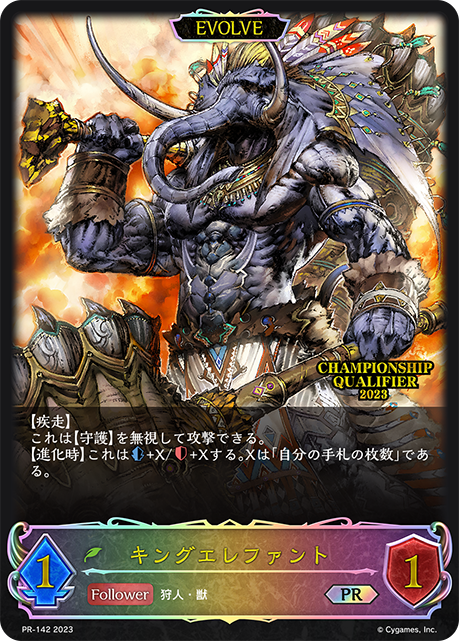 EVOLVE
CHAMPIONSHIP
QUALIFIER
2023
【疾走】
これは【守護】を無視して攻撃できる。
【進化時】これは+X/+Xする。Xは「自分の手札の枚数」であ
る。
1
キングエレファント
1
Follower 狩人・獣
PR
PR-142 2023
© Cygames, Inc.